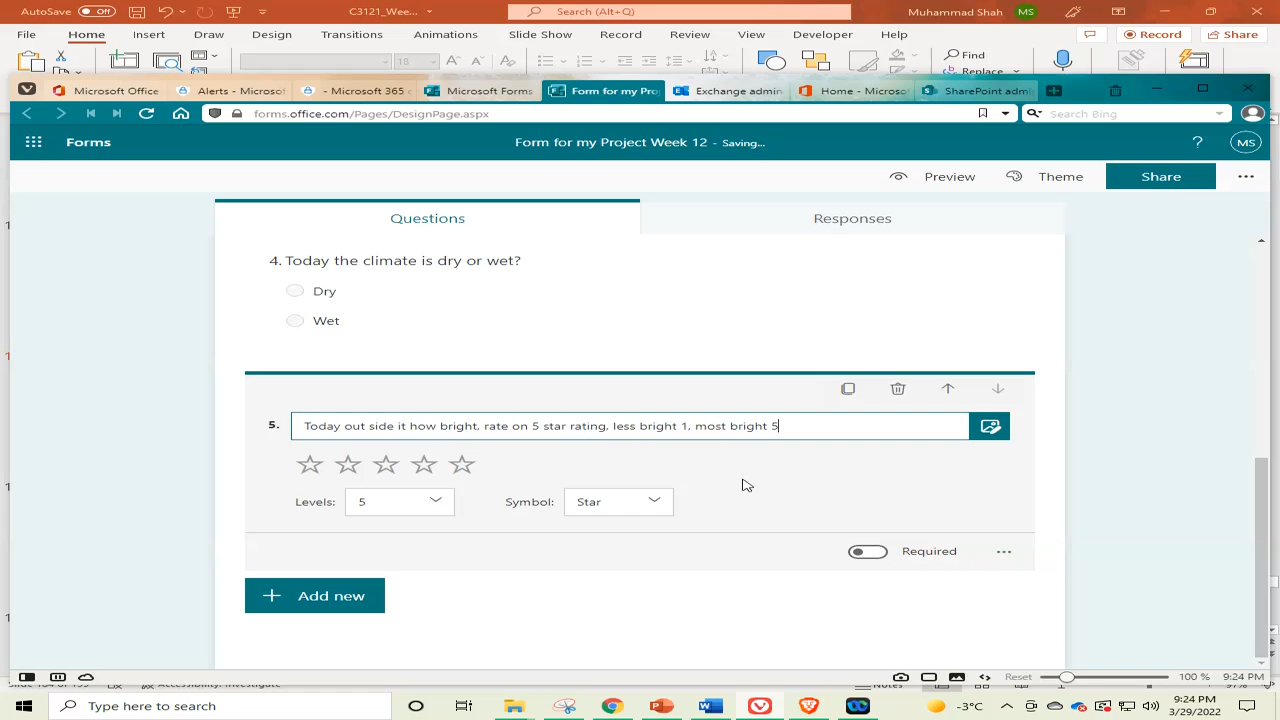 AutoSave Off C3121_Wee... Search (Alt+Q) Muhammad Shah MS
File Home Insert Draw Design Transitions Animations Slide Show Record Review View Developer Help Record Share
18 Find
Replace
Microsoft Office Alerts - Microsoft - Microsoft 365 c Microsoft Forms Form for my Pro Exchange admin Home - Microso SharePoint admi
forms.office.com/Pages/DesignPage.aspx Search Bing
Forms Form for my Project Week 12 - Saving... ? MS
Preview Theme Share ...
Questions Responses
4. Today the climate is dry or wet?
Dry
Wet
5. Today out side it how bright, rate on 5 star rating, less bright 1, most bright 5
Levels: 5 Symbol: Star
Required ...
+ Add new
Reset 100 % 9:24 PM
Accessibility: Investigate Notes
Type here to search -3°C 9:24 PM
3/29/2022